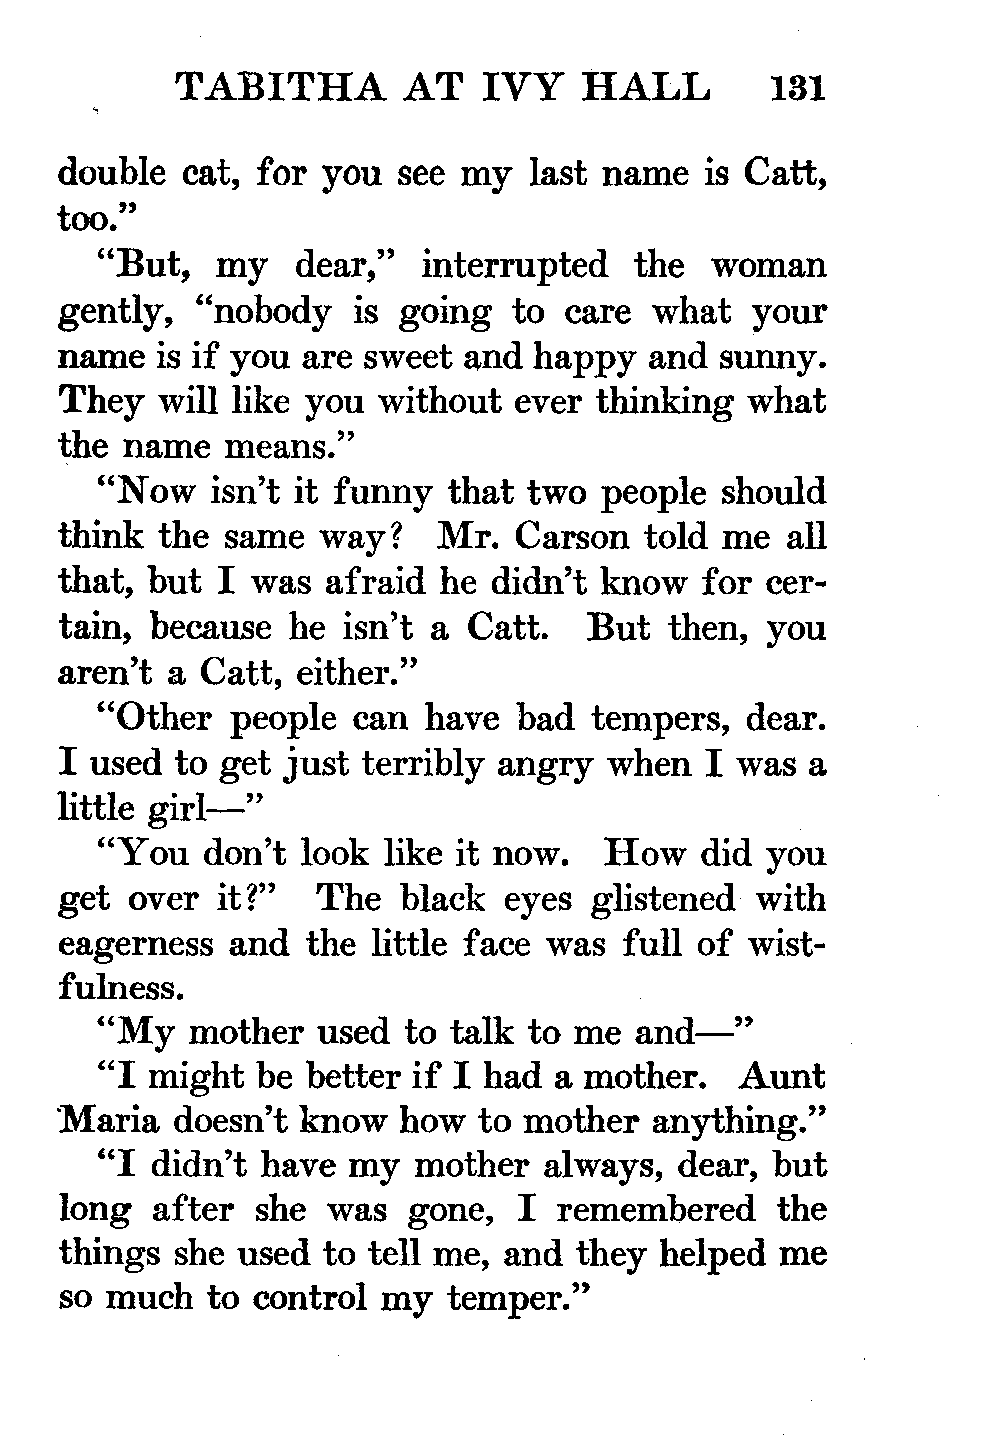 TABITHA AT IVY HALL 131
double cat, for you see my last name is Catt,
too.”
“But, my dear,” interrupted the woman
gently, “nobody is going to care what your
name is if you are sweet and happy and sunny.
They will like you without ever thinking what
the name means.”
“Now isn’t it funny that two people should
think the same way? Mr. Carson told me all
that, but I was afraid he didn’t know for cer-
tain, because he isn’t a Catt. But then, you
aren’t a Catt, either.”
“Other people can have bad tempers, dear.
I used to get just terribly angry when I was a
little girl—”
“You don’t look like it now. How did you
get over it?” The black eyes glistened with
eagerness and the little face was full of wist-
fulness.
“My mother used to talk to me and—”
“I might be better if I had a mother. Aunt
Maria doesn’t know how to mother anything.”
“I didn’t have my mother always, dear, but
long after she was gone, I remembered the
things she used to tell me, and they helped me
so much to control my temper.”